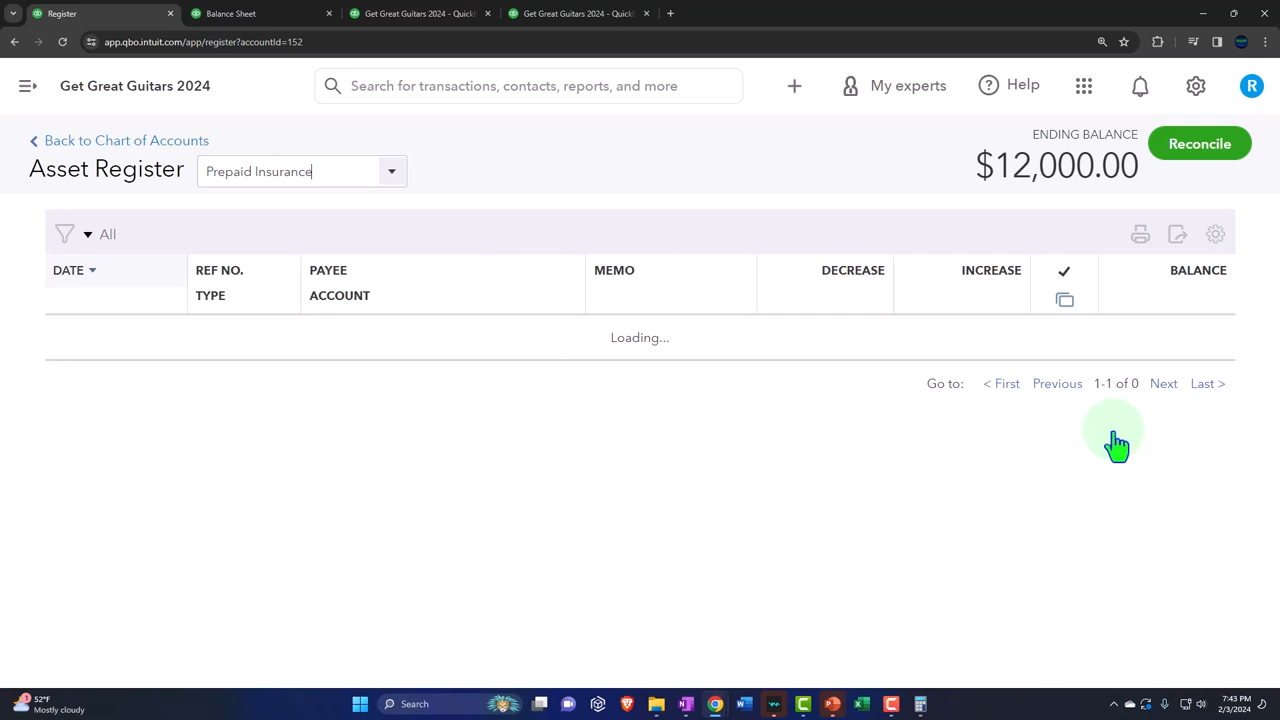 Register
Balance Sheet
Get Great Guitars 2024 - Quick
Get Great Guitars 2024 - Quick
app.qbo.intuit.com/app/register?accountId=152
Get Great Guitars 2024
Search for transactions, contacts, reports, and more
My experts
Help
R
Back to Chart of Accounts
ENDING BALANCE
Asset Register
Prepaid Insurance
$12,000.00
Reconcile
All
DATE
REF NO.
PAYEE
MEMO
DECREASE
INCREASE
BALANCE
TYPE
ACCOUNT
Loading...
Go to: < First Previous 1-1 of 0 Next Last >
52°F
Mostly cloudy
Search
7:43 PM
2/3/2024